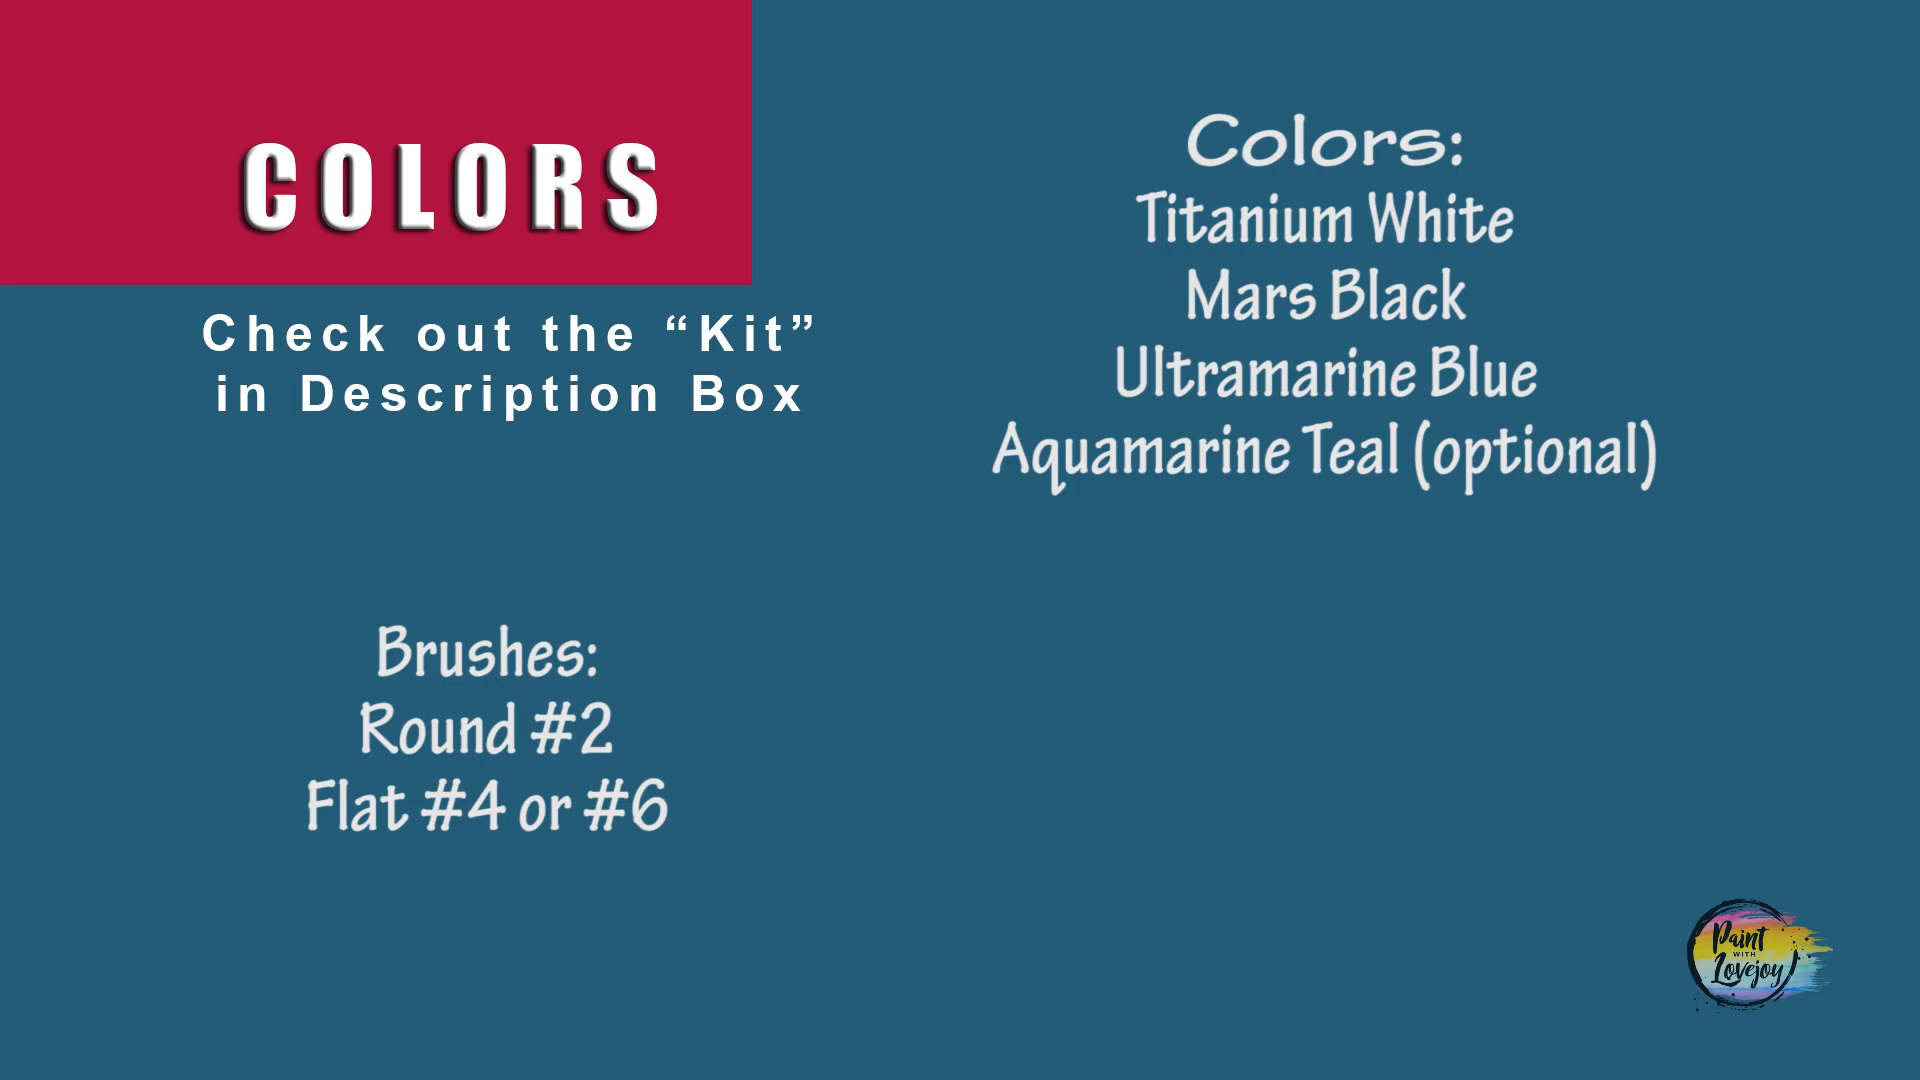 COLORS
Check out the “Kit”
in Description Box
Colors:
Titanium White
Mars Black
Ultramarine Blue
Aquamarine Teal (optional)
Brushes:
Round #2
Flat #4 or #6
Paint
WITH
Lovejoy